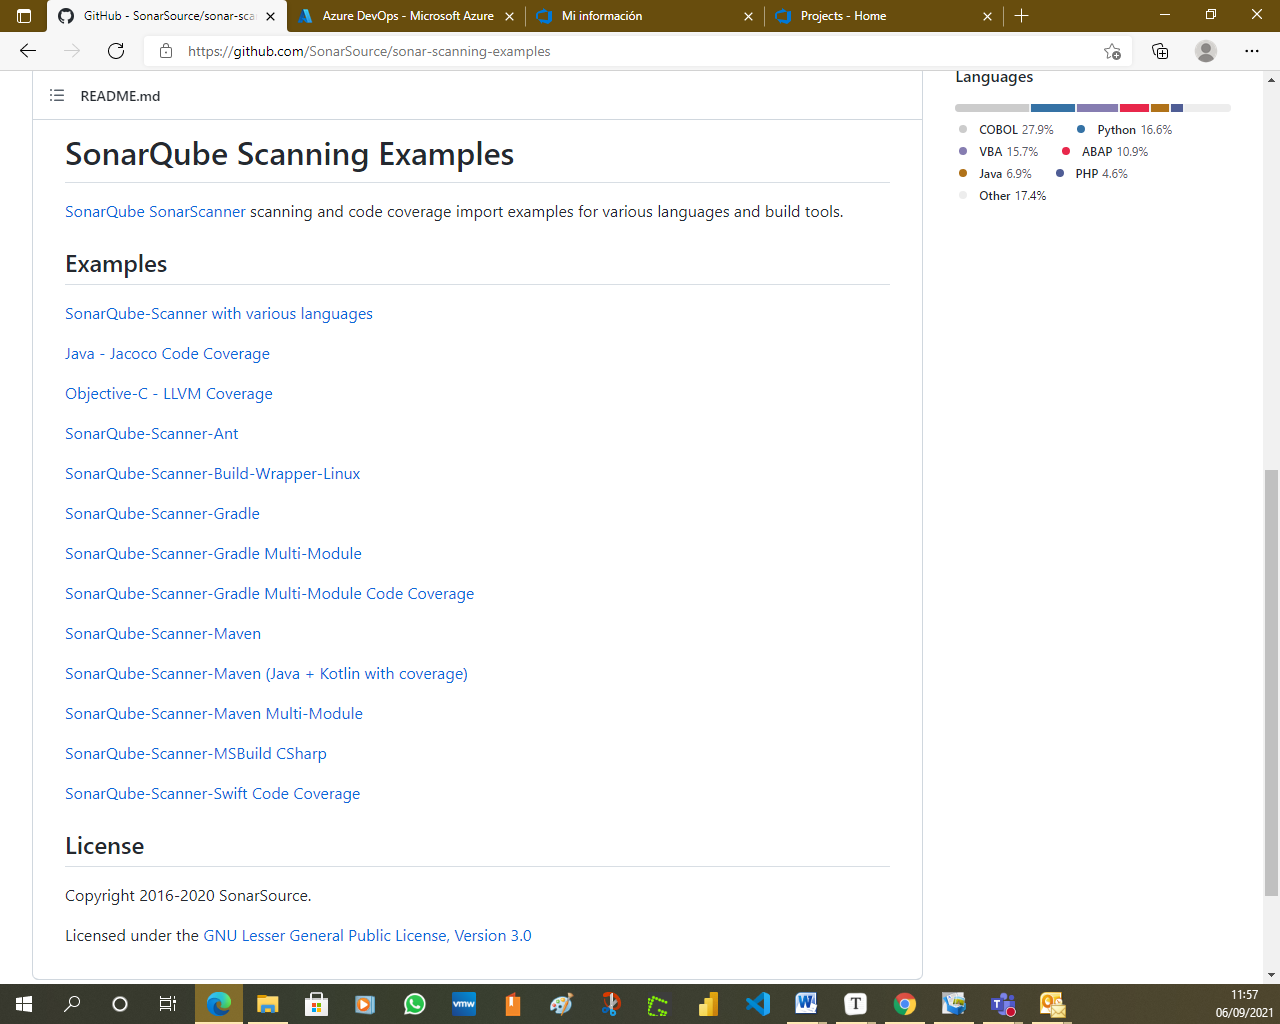 GitHub - SonarSource/sonar-sca
Azure DevOps - Microsoft Azure
Mi información
Projects - Home
https://github.com/SonarSource/sonar-scanning-examples
README.md
SonarQube Scanning Examples
SonarQube SonarScanner scanning and code coverage import examples for various languages and build tools.
Examples
SonarQube-Scanner with various languages
Java - Jacoco Code Coverage
Objective-C - LLVM Coverage
SonarQube-Scanner-Ant
SonarQube-Scanner-Build-Wrapper-Linux
SonarQube-Scanner-Gradle
SonarQube-Scanner-Gradle Multi-Module
SonarQube-Scanner-Gradle Multi-Module Code Coverage
SonarQube-Scanner-Maven
SonarQube-Scanner-Maven (Java + Kotlin with coverage)
SonarQube-Scanner-Maven Multi-Module
SonarQube-Scanner-MSBuild CSharp
SonarQube-Scanner-Swift Code Coverage
License
Copyright 2016-2020 SonarSource.
Licensed under the GNU Lesser General Public License, Version 3.0
Languages
COBOL 27.9% Python 16.6%
VBA 15.7% ABAP 10.9%
Java 6.9% PHP 4.6%
Other 17.4%
vmw
W
T
11:57
06/09/2021